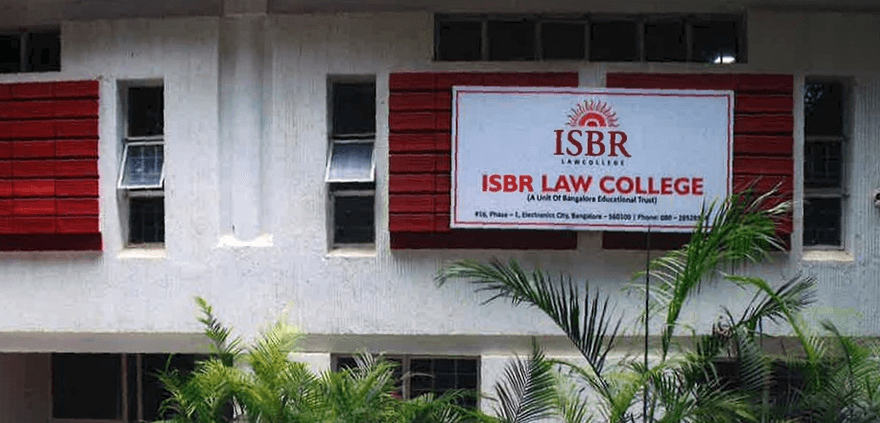 ISBR
LAWCOLLEGE
ISBR LAW COLLEGE
(A Unit Of Bangalore Educational Trust)
#16, Phase – 1, Electronics City, Bangalore – 560100 | Phone: 080 –